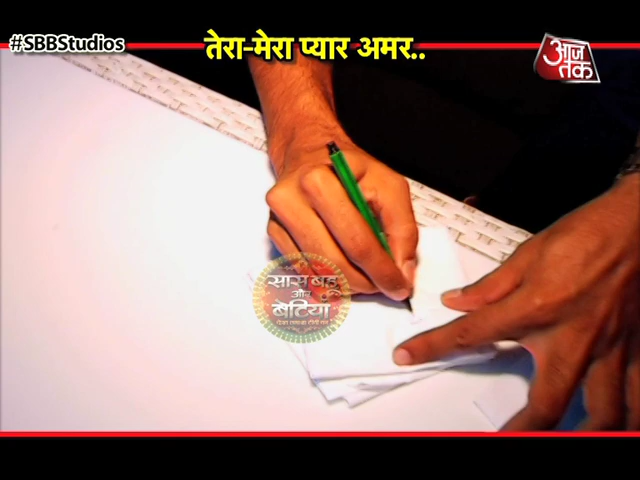 #SBBStudios
तेरा-मेरा प्यार अमर..
आज
तक
सास बहू
और
बेटियाँ